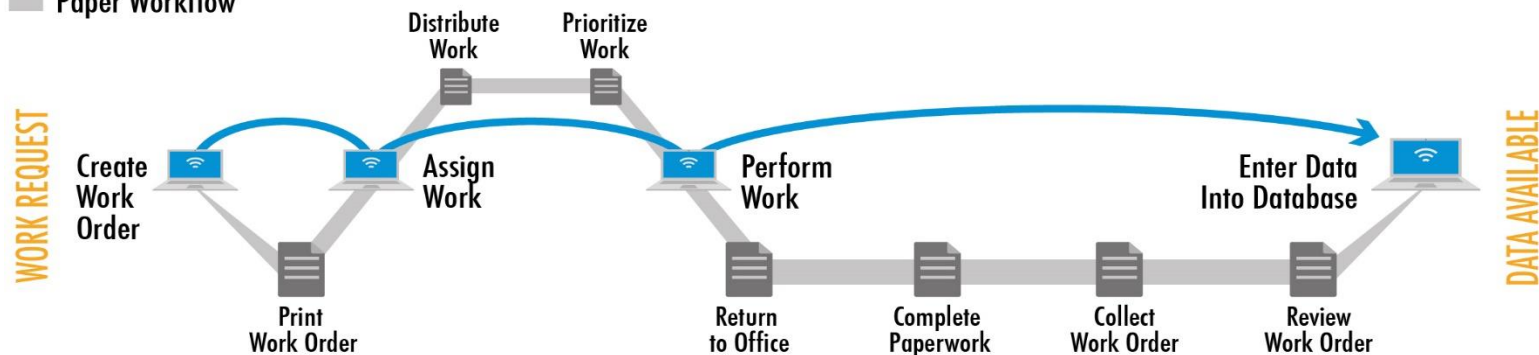 Paper Workflow
Distribute
Work
Prioritize
Work
WORK REQUEST
Create
Work
Order
Assign
Work
Perform
Work
Enter Data
Into Database
DATA AVAILABLE
Print
Work Order
Return
to Office
Complete
Paperwork
Collect
Work Order
Review
Work Order